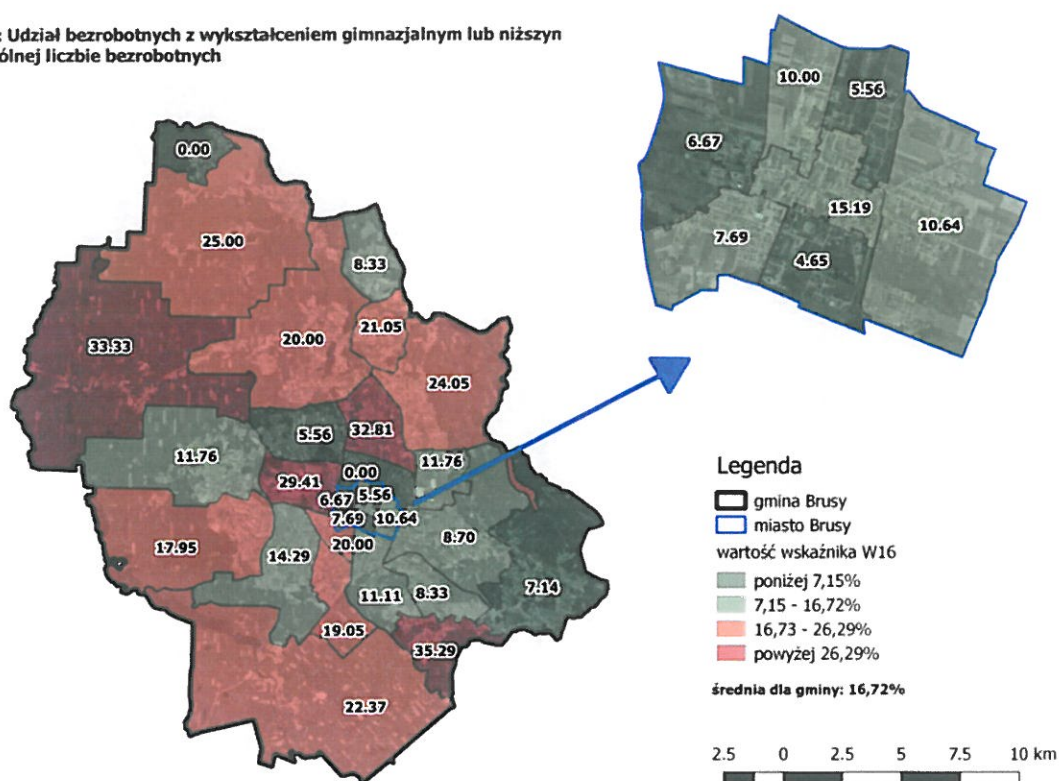 : Udział bezrobotnych z wykształceniem gimnazjalnym lub niższyn
ólnej liczbie bezrobotnych
10.00
5.56
6.67
15.19
10.64
7.69
4.65
0.00
25.00
8.33
21.05
20.00
33.33
24.05
5.56
32.81
11.76
11.76
0.00
29.41
6.67
5.56
7.69
10.64
20.00
8.70
17.95
14.29
7.14
11.11
8.33
19.05
35.29
22.37
Legenda
gmina Brusy
miasto Brusy
wartość wskaźnika W16
poniżej 7,15%
7,15 - 16,72%
16,73 - 26,29%
powyżej 26,29%
średnia dla gminy: 16,72%
2.5 0 2.5 5 7.5 10 km